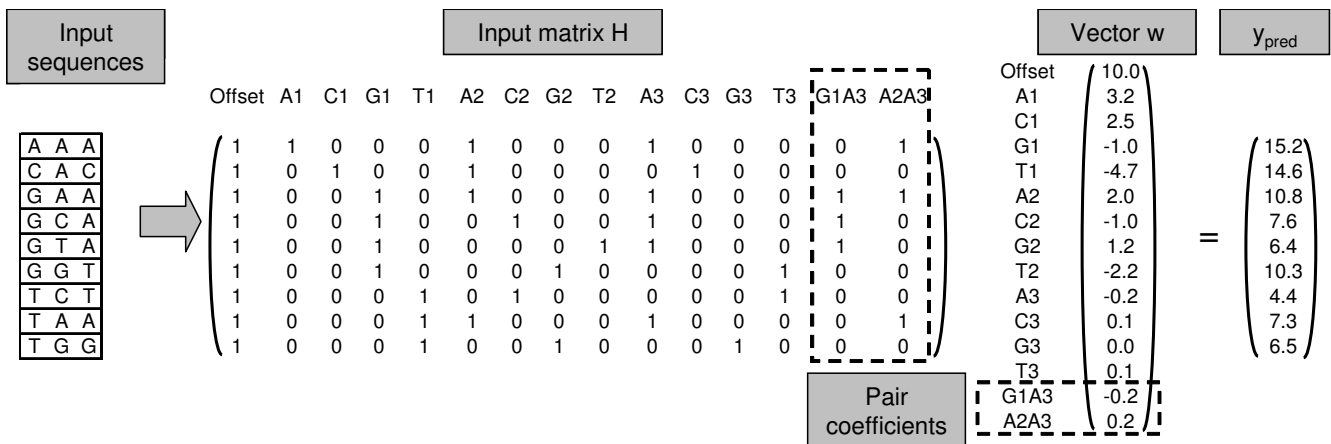 Input sequences
Input matrix H
Vector w
y_pred
Offset A1 C1 G1 T1 A2 C2 G2 T2 A3 C3 G3 T3 G1A3 A2A3
A A A
C A C
G A A
G C A
G T A
G G T
T C T
T A A
T G G
1 1 0 0 0 1 0 0 0 1 0 0 0 0 1
1 0 1 0 0 1 0 0 0 0 1 0 0 0 0
1 0 0 1 0 1 0 0 0 1 0 0 0 1 1
1 0 0 1 0 0 1 0 0 1 0 0 0 1 0
1 0 0 1 0 0 0 0 1 1 0 0 0 1 0
1 0 0 1 0 0 0 1 0 0 0 0 1 0 0
1 0 0 0 1 0 1 0 0 0 0 0 1 0 0
1 0 0 0 1 1 0 0 0 1 0 0 0 0 1
1 0 0 0 1 0 0 1 0 0 0 1 0 0 0
Pair coefficients
Offset 10.0
A1 3.2
C1 2.5
G1 -1.0
T1 -4.7
A2 2.0
C2 -1.0
G2 1.2
T2 -2.2
A3 -0.2
C3 0.1
G3 0.0
T3 0.1
G1A3 -0.2
A2A3 0.2
=
15.2
14.6
10.8
7.6
6.4
10.3
4.4
7.3
6.5